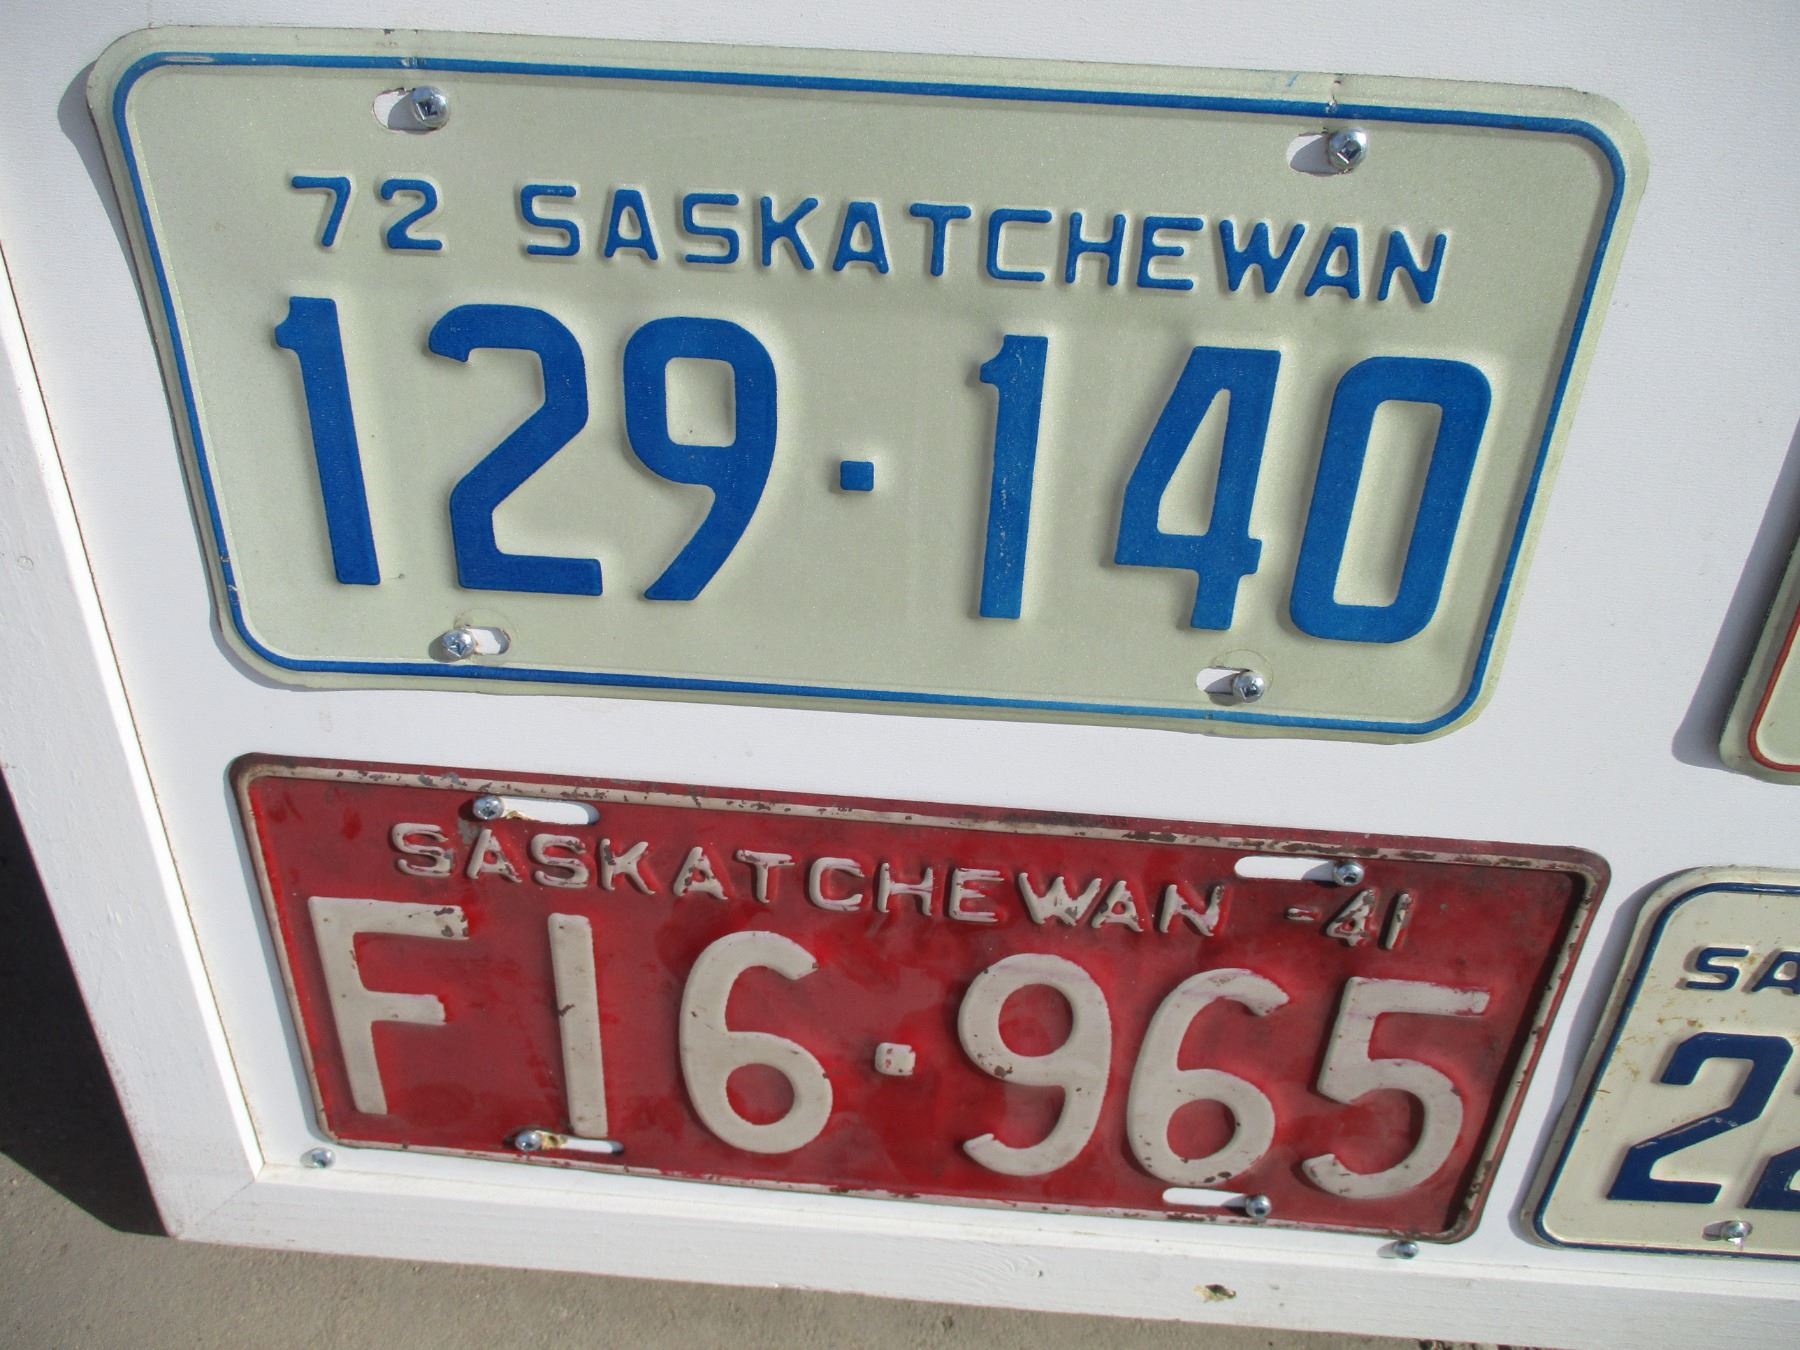 72 SASKATCHEWAN
129·140
SASKATCHEWAN -41
F16·965